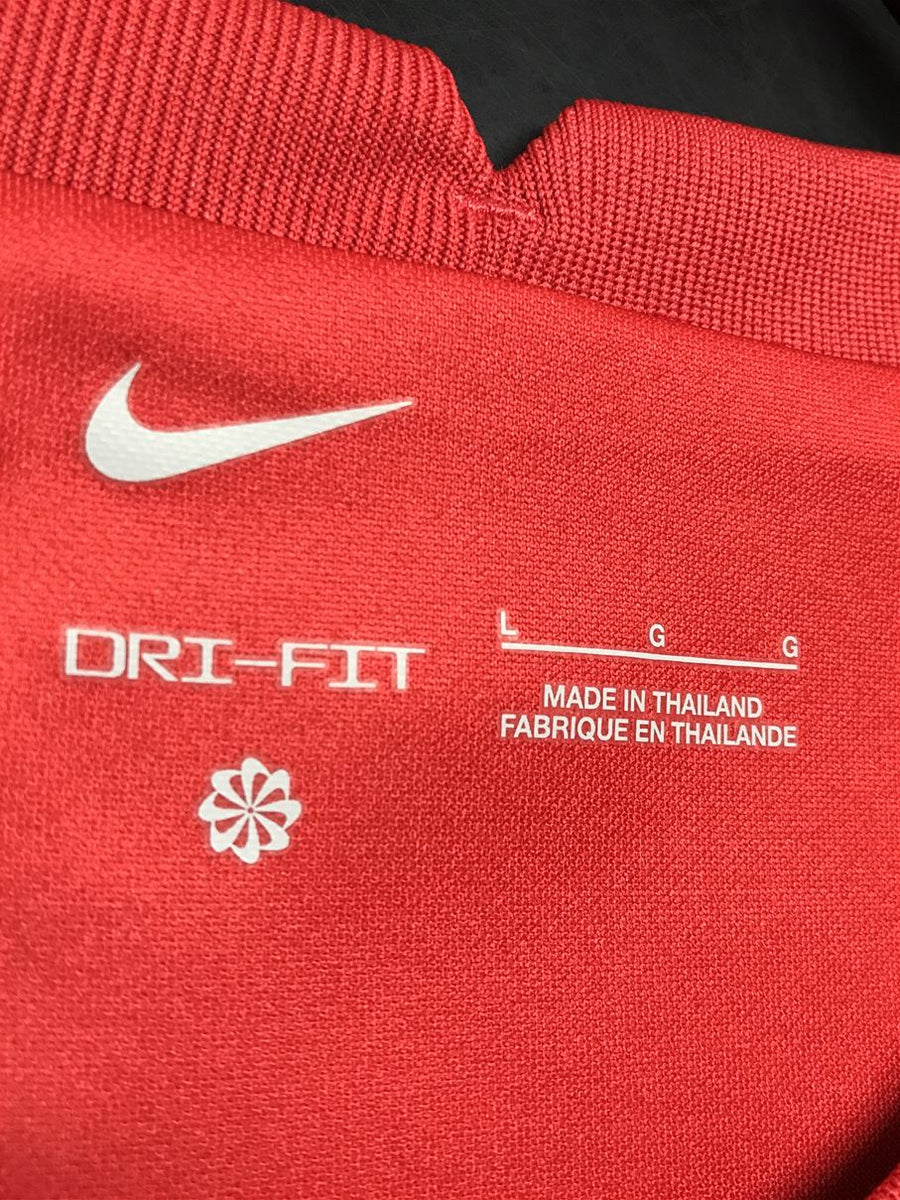 DRI-FIT
L G G
MADE IN THAILAND
FABRIQUE EN THAILANDE